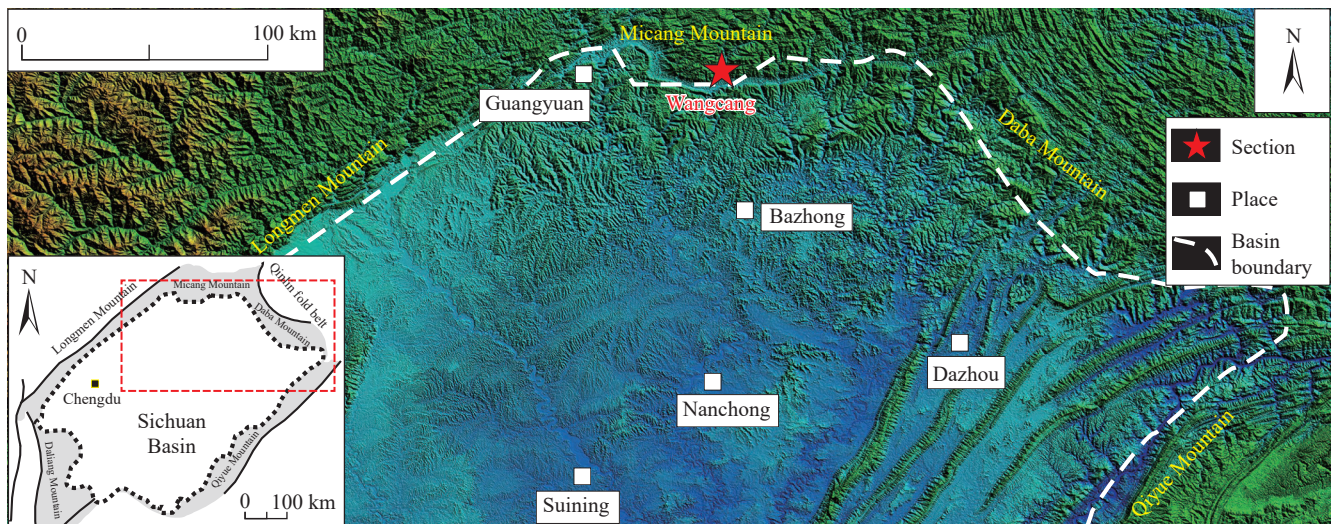 0 100 km
Micang Mountain
N
Guangyuan
Wangcang
Longmen Mountain
Daba Mountain
Section
Place
Basin
boundary
Bazhong
Dazhou
Nanchong
Suining
Qiyue Mountain
N
Longmen Mountain
Micang Mountain
Qinlin fold belt
Daba Mountain
Chengdu
Sichuan
Basin
Daliang Mountain
Qiyue Mountain
0 100 km